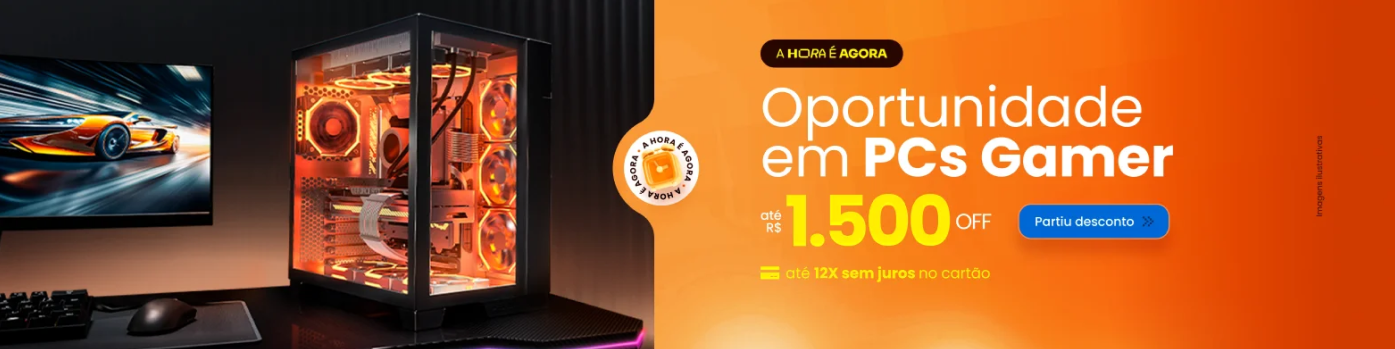 A HORA É AGORA
Oportunidade
em PCs Gamer
até
R$ 1.500 OFF
Partiu desconto
até 12X sem juros no cartão
A HORA É AGORA • A HORA É AGORA •
Imagens ilustrativas